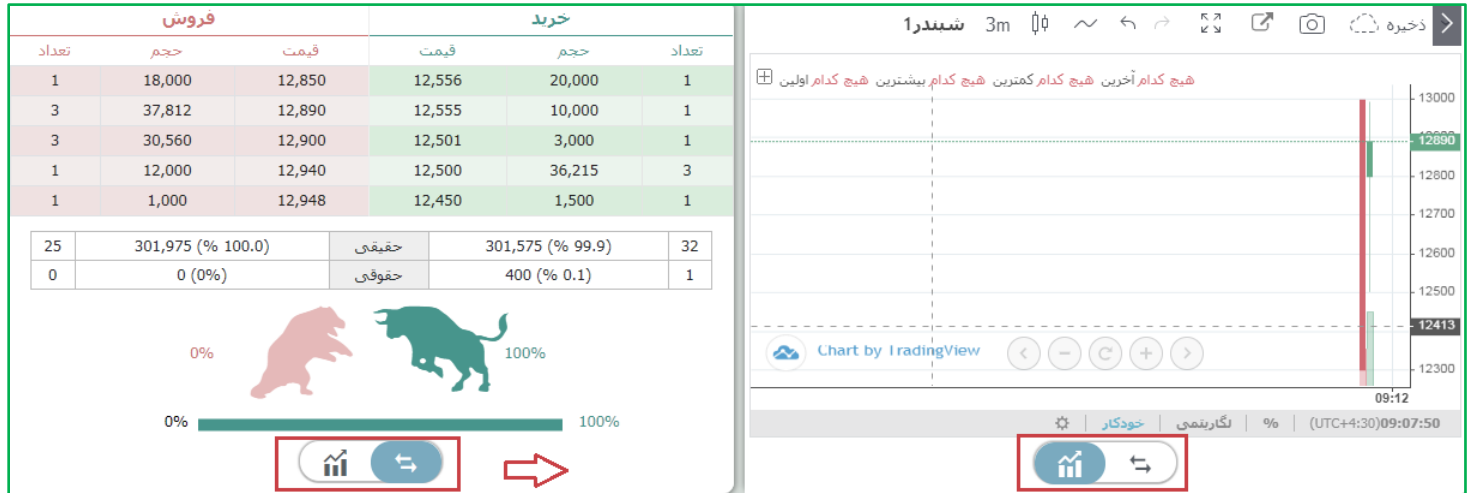 خرید فروش
تعداد حجم قیمت قیمت حجم تعداد
1 20,000 12,556 12,850 18,000 1
1 10,000 12,555 12,890 37,812 3
1 3,000 12,501 12,900 30,560 3
3 36,215 12,500 12,940 12,000 1
1 1,500 12,450 12,948 1,000 1
32 301,575 (% 99.9) حقیقی 301,975 (% 100.0) 25
1 400 (% 0.1) حقوقی 0 (0%) 0
0% 100%
0% 100%
ذخیره 3m شبندر1
اولین هیچ کدام بیشترین هیچ کدام کمترین هیچ کدام آخرین هیچ کدام
13000
12890
12800
12700
12600
12500
12413
12300
Chart by TradingView
09:12
09:07:50(UTC+4:30) % لگاریتمی خودکار